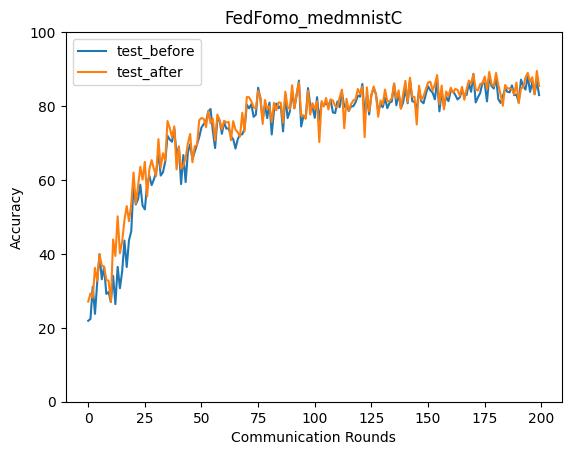 FedFomo_medmnistC
test_before
test_after
100
80
60
40
20
0
Accuracy
0 25 50 75 100 125 150 175 200
Communication Rounds